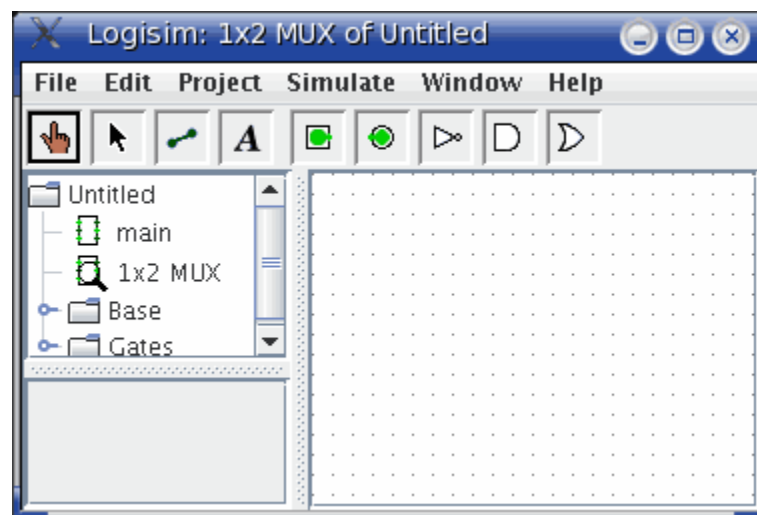 Logisim: 1x2 MUX of Untitled
File Edit Project Simulate Window Help
A
Untitled
main
1x2 MUX
Base
Gates